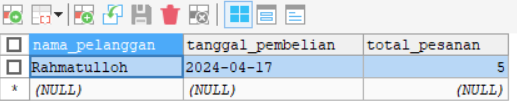 nama_pelanggan tanggal_pembelian total_pesanan
Rahmatulloh 2024-04-17 5
* (NULL) (NULL) (NULL)